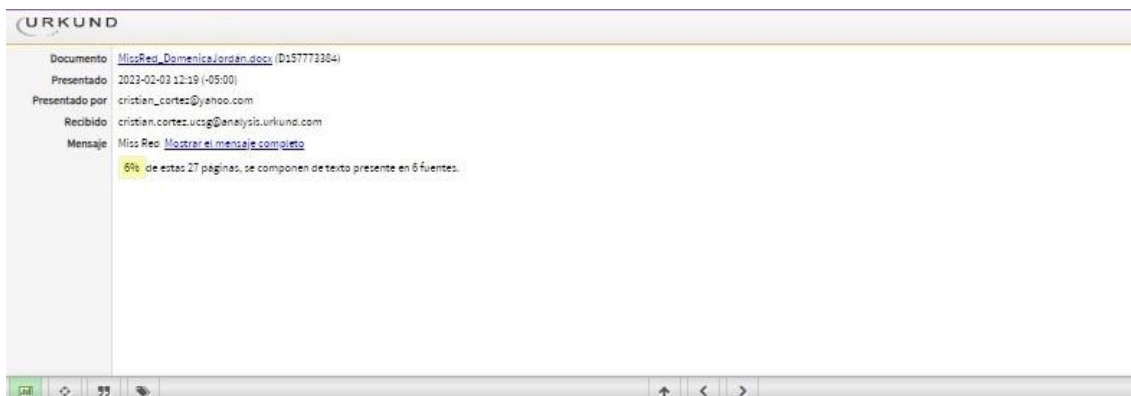 URKUND
Documento MissRed_DomenicaJordán.docx (D157773384)
Presentado 2023-02-03 12:19 (-05:00)
Presentado por cristian_cortez@yahoo.com
Recibido cristian.cortez.ucsg@analysis.urkund.com
Mensaje Miss Red Mostrar el mensaje completo
6% de estas 27 páginas, se componen de texto presente en 6 fuentes.